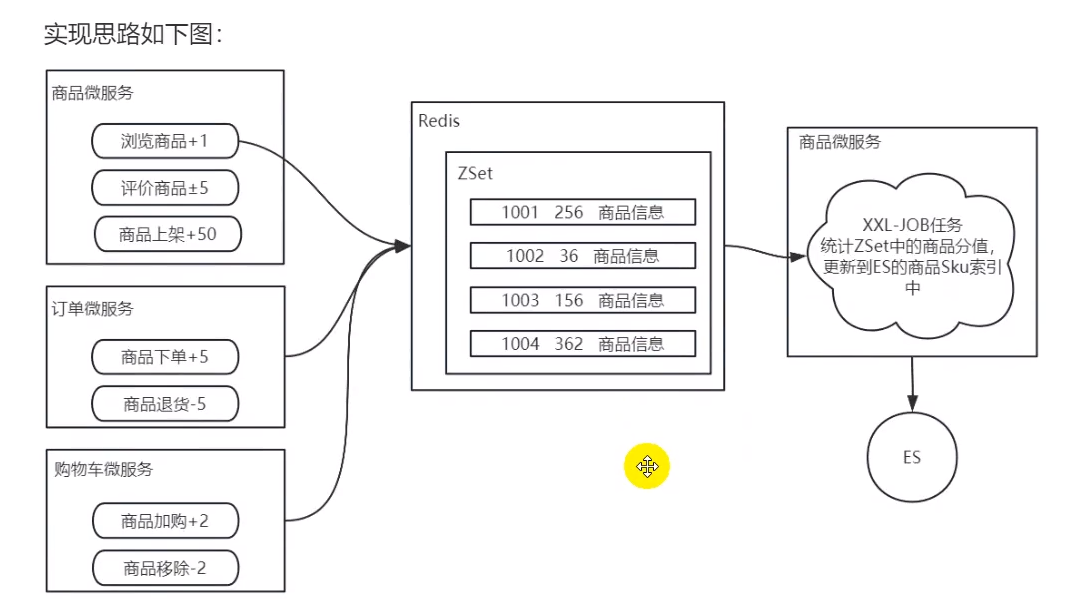 实现思路如下图：
商品微服务
浏览商品+1
评价商品±5
商品上架+50
订单微服务
商品下单+5
商品退货-5
购物车微服务
商品加购+2
商品移除-2
Redis
ZSet
1001 256 商品信息
1002 36 商品信息
1003 156 商品信息
1004 362 商品信息
商品微服务
XXL-JOB任务
统计ZSet中的商品分值，
更新到ES的商品Sku索引
中
ES